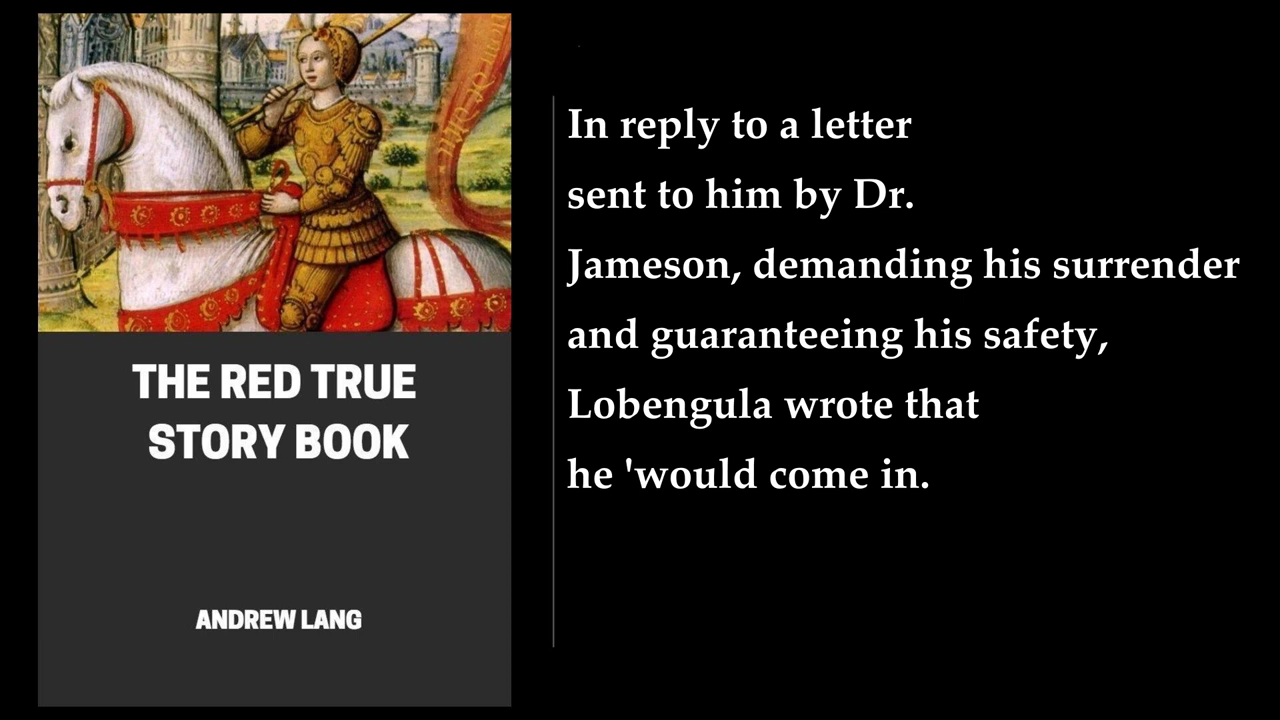 THE RED TRUE
STORY BOOK
ANDREW LANG
In reply to a letter
sent to him by Dr.
Jameson, demanding his surrender
and guaranteeing his safety,
Lobengula wrote that
he 'would come in.